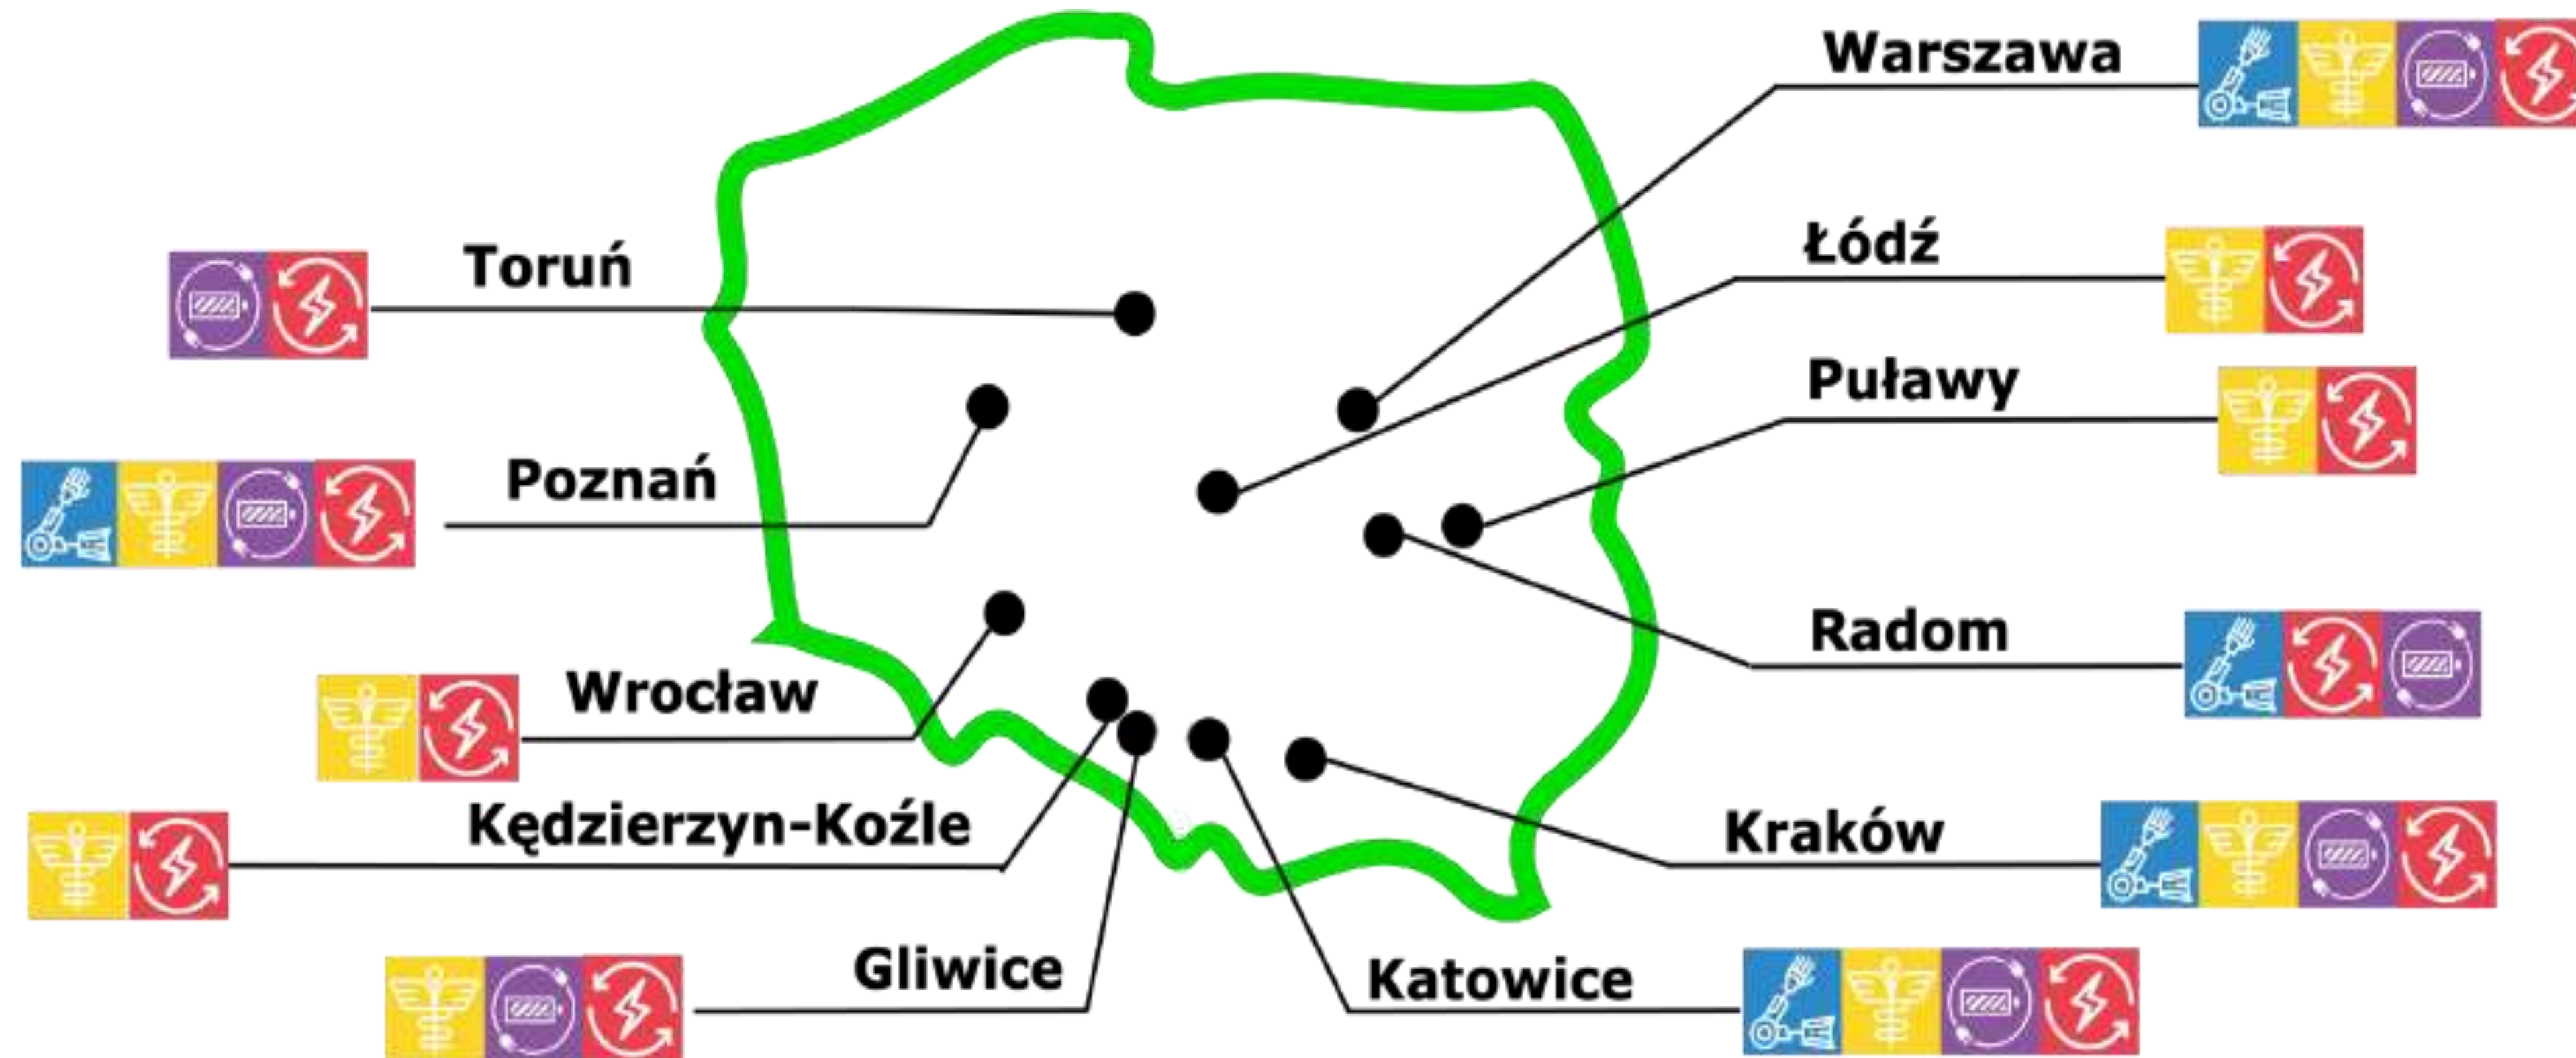 Warszawa
Łódź
Toruń
Puławy
Poznań
Radom
Wrocław
Kędzierzyn-Koźle
Kraków
Gliwice
Katowice